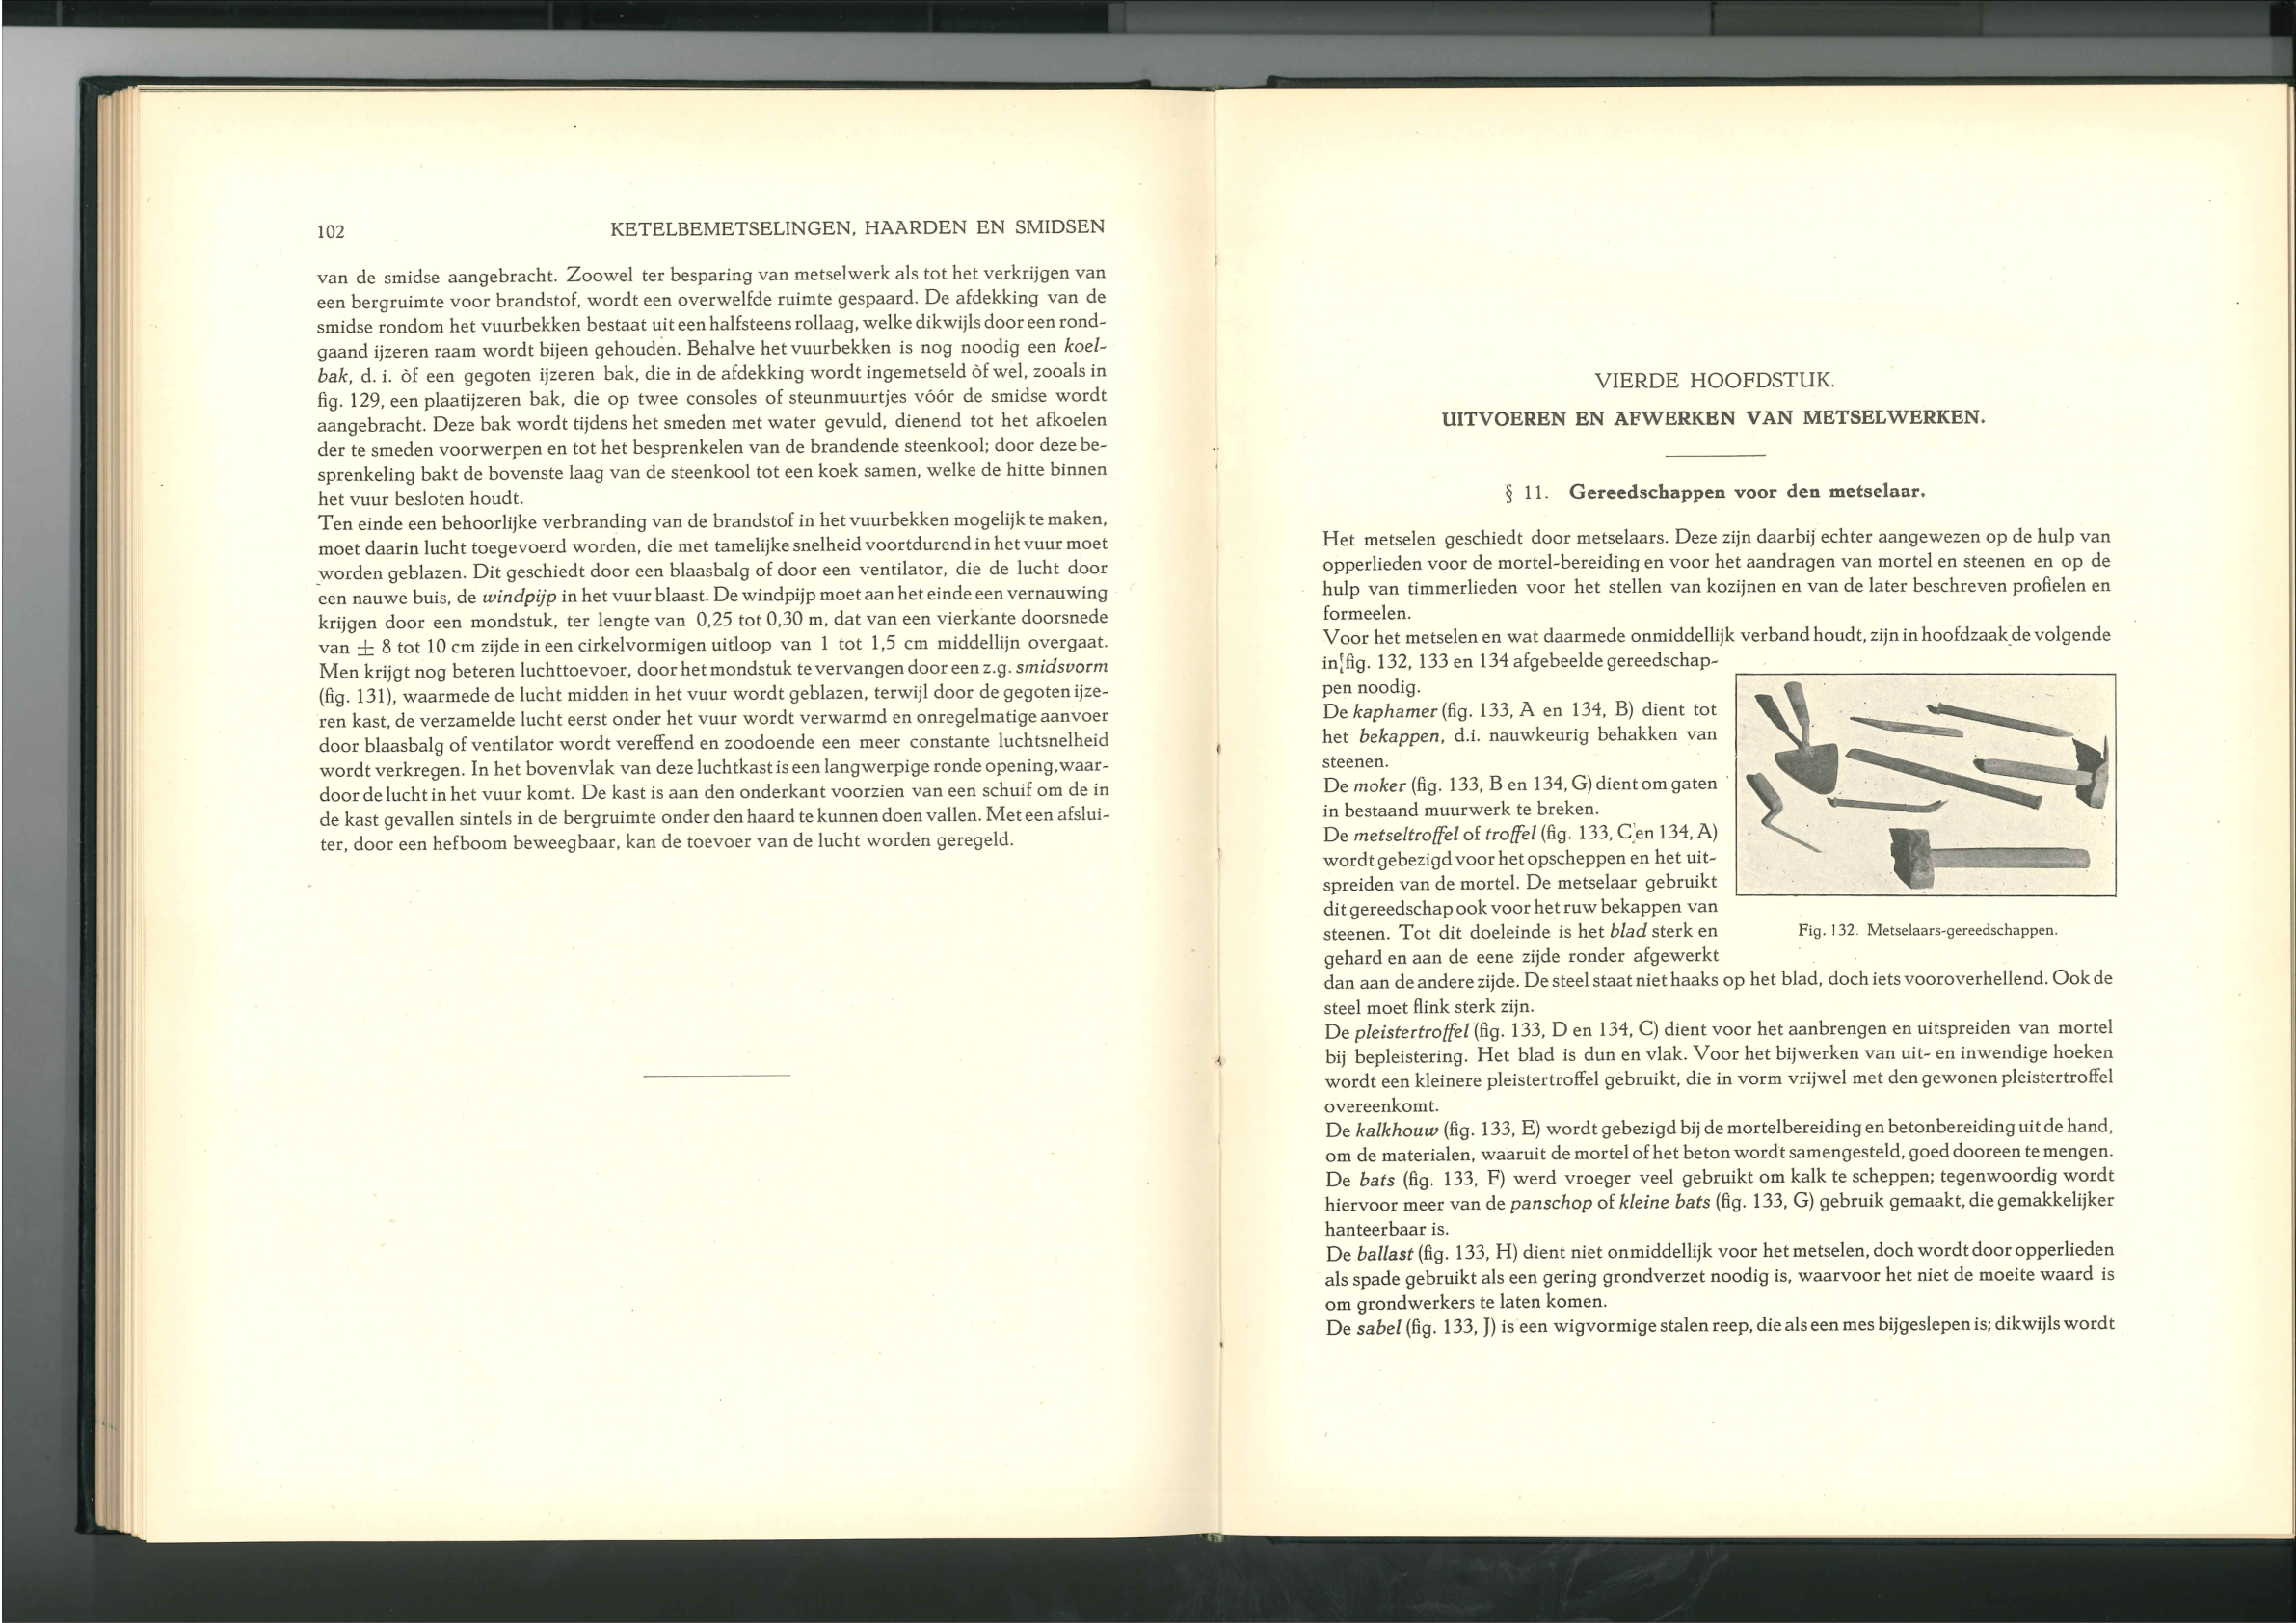 102
KETELBEMETSELINGEN, HAARDEN EN SMIDSEN
van de smidse aangebracht. Zoowel ter besparing van metselwerk als tot het verkrijgen van
een bergruimte voor brandstof, wordt een overwelfde ruimte gespaard. De afdekking van de
smidse rondom het vuurbekken bestaat uit een halfsteens rollaag, welke dikwijls door een rond-
gaand ijzeren raam wordt bijeen gehouden. Behalve het vuurbekken is nog noodig een koel-
bak, d. i. òf een gegoten ijzeren bak, die in de afdekking wordt ingemetseld òf wel, zooals in
fig. 129, een plaatijzeren bak, die op twee consoles of steunmuurtjes vóór de smidse wordt
aangebracht. Deze bak wordt tijdens het smeden met water gevuld, dienend tot het afkoelen
der te smeden voorwerpen en tot het besprenkelen van de brandende steenkool; door deze be-
sprenkeling bakt de bovenste laag van de steenkool tot een koek samen, welke de hitte binnen
het vuur besloten houdt.
Ten einde een behoorlijke verbranding van de brandstof in het vuurbekken mogelijk te maken,
moet daarin lucht toegevoerd worden, die met tamelijke snelheid voortdurend in het vuur moet
worden geblazen. Dit geschiedt door een blaasbalg of door een ventilator, die de lucht door
een nauwe buis, de windpijp in het vuur blaast. De windpijp moet aan het einde een vernauwing
krijgen door een mondstuk, ter lengte van 0,25 tot 0,30 m, dat van een vierkante doorsnede
van ± 8 tot 10 cm zijde in een cirkelvormigen uitloop van 1 tot 1,5 cm middellijn overgaat.
Men krijgt nog beteren luchttoevoer, door het mondstuk te vervangen door een z.g. smidsvorm
(fig. 131), waarmede de lucht midden in het vuur wordt geblazen, terwijl door de gegoten ijze-
ren kast, de verzamelde lucht eerst onder het vuur wordt verwarmd en onregelmatige aanvoer
door blaasbalg of ventilator wordt vereffend en zoodoende een meer constante luchtsnelheid
wordt verkregen. In het bovenvlak van deze luchtkast is een langwerpige ronde opening, waar-
door de lucht in het vuur komt. De kast is aan den onderkant voorzien van een schuif om de in
de kast gevallen sintels in de bergruimte onder den haard te kunnen doen vallen. Met een afslui-
ter, door een hefboom beweegbaar, kan de toevoer van de lucht worden geregeld.
VIERDE HOOFDSTUK.
UITVOEREN EN AFWERKEN VAN METSELWERKEN.
§ 11. Gereedschappen voor den metselaar.
Het metselen geschiedt door metselaars. Deze zijn daarbij echter aangewezen op de hulp van
opperlieden voor de mortel-bereiding en voor het aandragen van mortel en steenen en op de
hulp van timmerlieden voor het stellen van kozijnen en van de later beschreven profielen en
formeelen.
Voor het metselen en wat daarmede onmiddellijk verband houdt, zijn in hoofdzaak de volgende
in fig. 132, 133 en 134 afgebeelde gereedschap-
pen noodig.
De kaphamer (fig. 133, A en 134, B) dient tot
het bekappen, d.i. nauwkeurig behakken van
steenen.
De moker (fig. 133, B en 134, G) dient om gaten
in bestaand muurwerk te breken.
De metseltroffel of troffel (fig. 133, C en 134, A)
wordt gebezigd voor het opscheppen en het uit-
spreiden van de mortel. De metselaar gebruikt
dit gereedschap ook voor het ruw bekappen van
steenen. Tot dit doeleinde is het blad sterk en
gehard en aan de eene zijde ronder afgewerkt
Fig. 132. Metselaars-gereedschappen.
dan aan de andere zijde. De steel staat niet haaks op het blad, doch iets vooroverhellend. Ook de
steel moet flink sterk zijn.
De pleistertroffel (fig. 133, D en 134, C) dient voor het aanbrengen en uitspreiden van mortel
bij bepleistering. Het blad is dun en vlak. Voor het bijwerken van uit- en inwendige hoeken
wordt een kleinere pleistertroffel gebruikt, die in vorm vrijwel met den gewonen pleistertroffel
overeenkomt.
De kalkhouw (fig. 133, E) wordt gebezigd bij de mortelbereiding en betonbereiding uit de hand,
om de materialen, waaruit de mortel of het beton wordt samengesteld, goed dooreen te mengen.
De bats (fig. 133, F) werd vroeger veel gebruikt om kalk te scheppen; tegenwoordig wordt
hiervoor meer van de panschop of kleine bats (fig. 133, G) gebruik gemaakt, die gemakkelijker
hanteerbaar is.
De ballast (fig. 133, H) dient niet onmiddellijk voor het metselen, doch wordt door opperlieden
als spade gebruikt als een gering grondverzet noodig is, waarvoor het niet de moeite waard is
om grondwerkers te laten komen.
De sabel (fig. 133, J) is een wigvormige stalen reep, die als een mes bijgeslepen is; dikwijls wordt